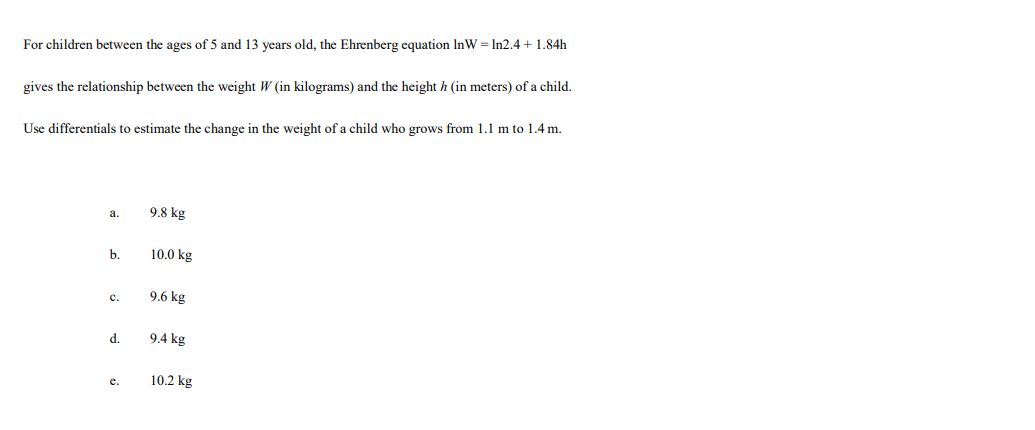 For children between the ages of 5 and 13 years old, the Ehrenberg equation lnW = ln2.4 + 1.84h
gives the relationship between the weight W (in kilograms) and the height h (in meters) of a child.
Use differentials to estimate the change in the weight of a child who grows from 1.1 m to 1.4 m.
a. 9.8 kg
b. 10.0 kg
c. 9.6 kg
d. 9.4 kg
e. 10.2 kg